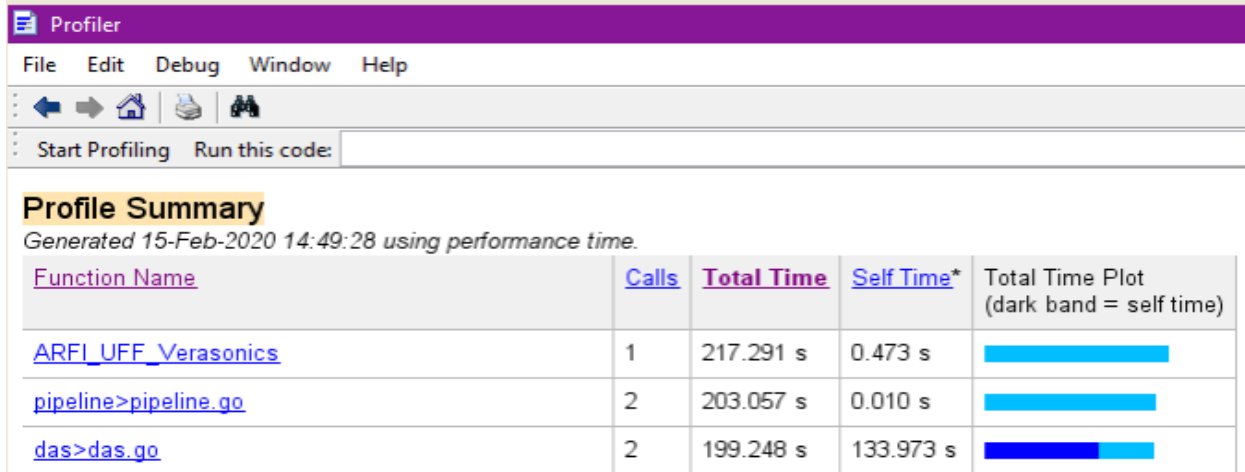 Profiler
File Edit Debug Window Help
Start Profiling Run this code:
Profile Summary
Generated 15-Feb-2020 14:49:28 using performance time.
Function Name Calls Total Time Self Time* Total Time Plot
(dark band = self time)
ARFI_UFF_Verasonics 1 217.291 s 0.473 s
pipeline>pipeline.go 2 203.057 s 0.010 s
das>das.go 2 199.248 s 133.973 s